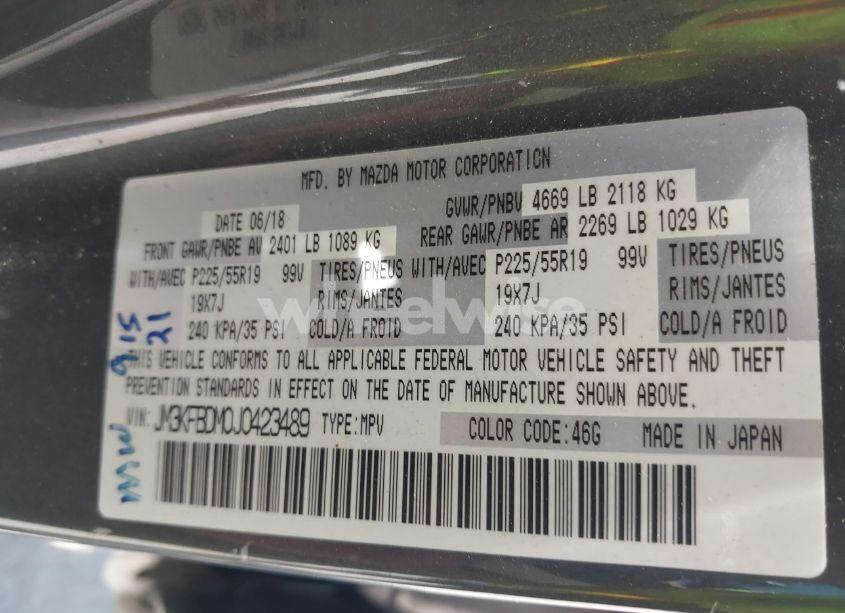 MFD. BY MAZDA MOTOR CORPORATION
DATE 06/18 GVWR/PNBV 4669 LB 2118 KG
FRONT GAWR/PNBE AV 2401 LB 1089 KG REAR GAWR/PNBE AR 2269 LB 1029 KG
WITH/AVEC P225/55R19 99V TIRES/PNEUS WITH/AVEC P225/55R19 99V TIRES/PNEUS
19X7J RIMS/JANTES 19X7J RIMS/JANTES
240 KPA/35 PSI COLD/A FROID 240 KPA/35 PSI COLD/A FROID
THIS VEHICLE CONFORMS TO ALL APPLICABLE FEDERAL MOTOR VEHICLE SAFETY AND THEFT
PREVENTION STANDARDS IN EFFECT ON THE DATE OF MANUFACTURE SHOWN ABOVE.
VIN: JM3KFBDM0J0423489 TYPE:MPV COLOR CODE:46G MADE IN JAPAN
915
21
wheelwise